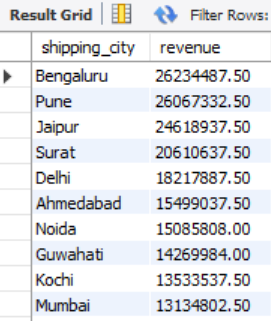 Result Grid Filter Rows:
shipping_city revenue
Bengaluru 26234487.50
Pune 26067332.50
Jaipur 24618937.50
Surat 20610637.50
Delhi 18217887.50
Ahmedabad 15499037.50
Noida 15085808.00
Guwahati 14269984.00
Kochi 13533537.50
Mumbai 13134802.50